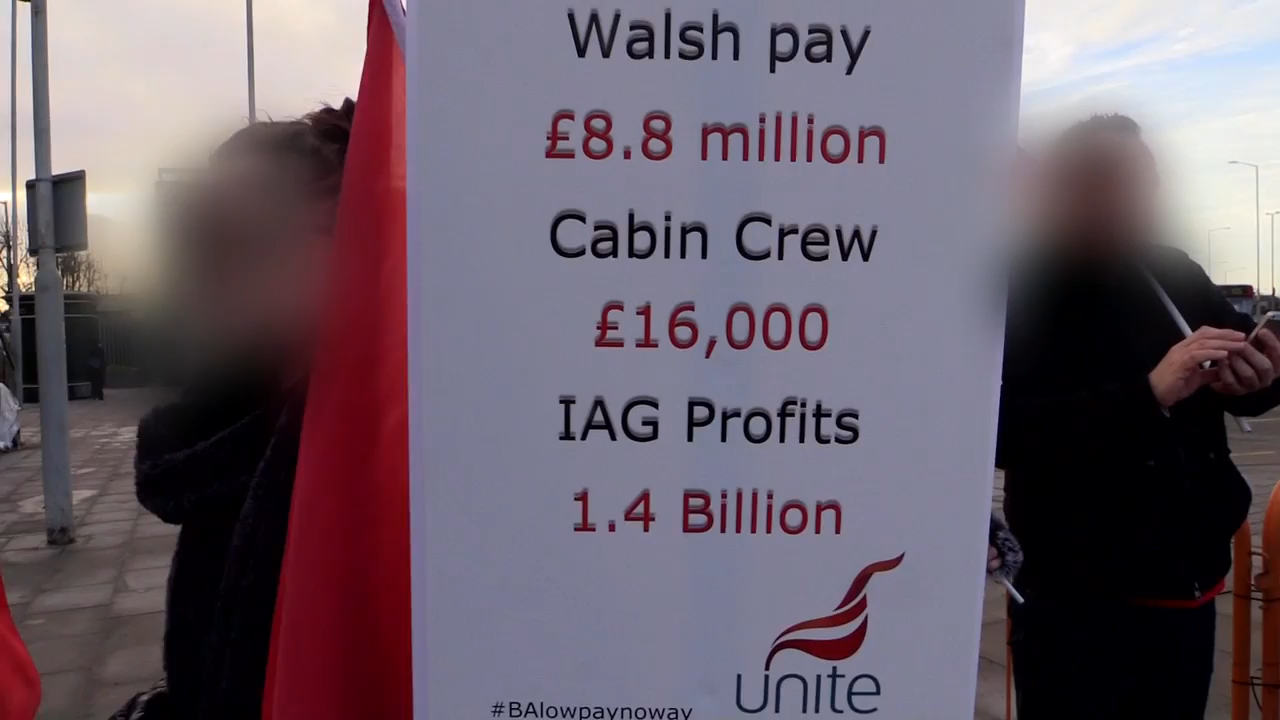 Walsh pay
£8.8 million
Cabin Crew
£16,000
IAG Profits
1.4 Billion
unite
#BAlowpaynoway